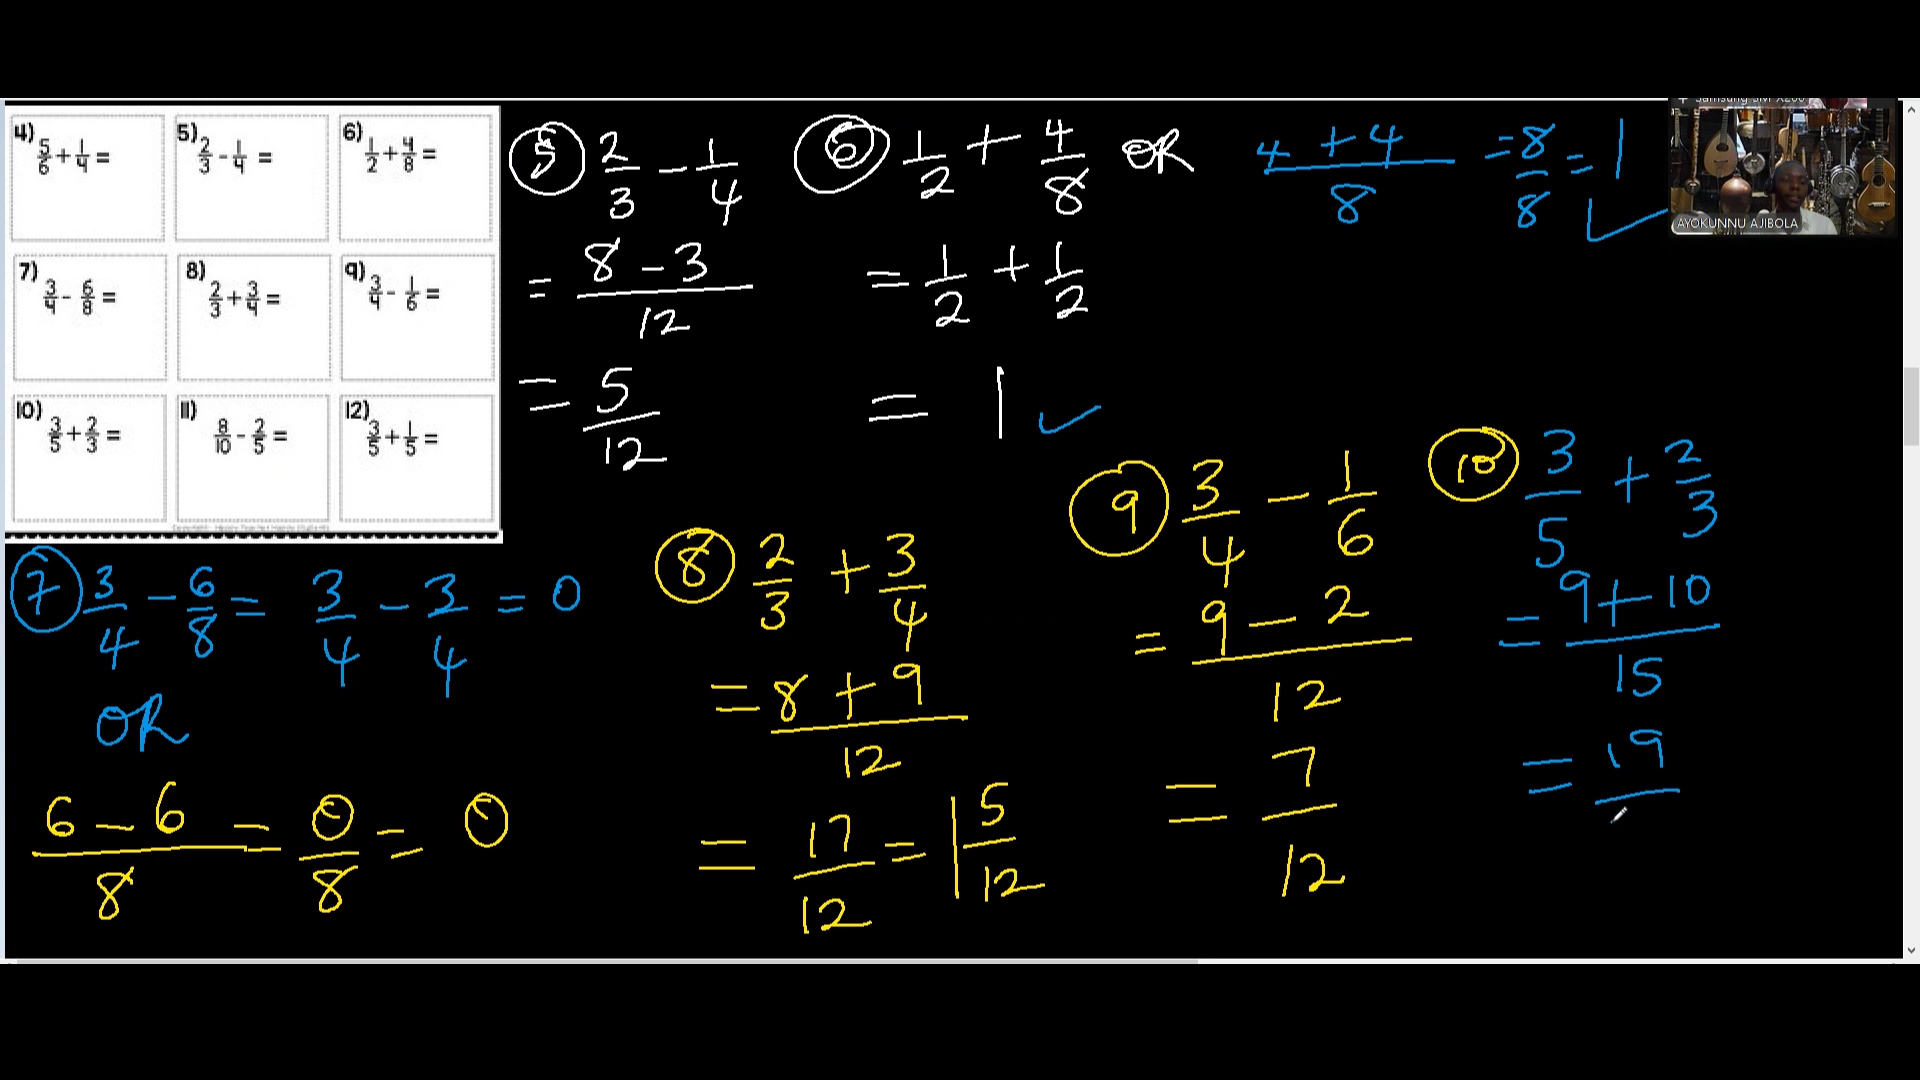 4) 5/6 + 1/4 =
5) 2/3 - 1/4 =
6) 1/2 + 4/8 =
7) 3/4 - 6/8 =
8) 2/3 + 3/4 =
9) 3/4 - 1/6 =
10) 3/5 + 2/3 =
11) 8/10 - 2/5 =
12) 3/5 + 1/5 =
5 2/3 - 1/4
= (8 - 3)/12
= 5/12
6 1/2 + 4/8 OR (4 + 4)/8 = 8/8 = 1 ✓
= 1/2 + 1/2
= 1 ✓
AYOKUNNU AJIBOLA
7 3/4 - 6/8 = 3/4 - 3/4 = 0
OR
(6 - 6)/8 = 0/8 = 0
8 2/3 + 3/4
= (8 + 9)/12
= 17/12 = 1 5/12
9 3/4 - 1/6
= (9 - 2)/12
= 7/12
10 3/5 + 2/3
= (9 + 10)/15
= 19/